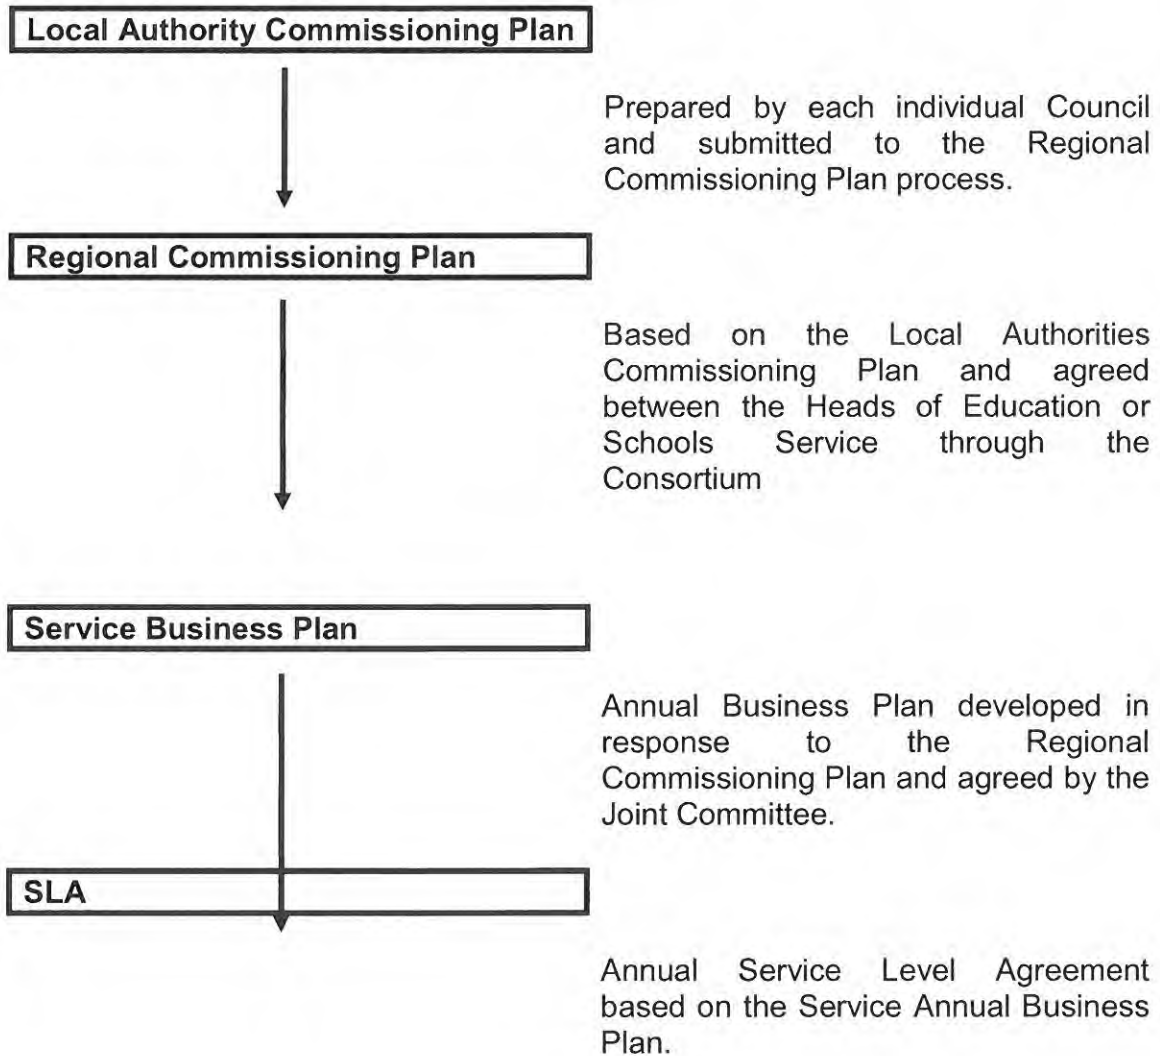 Local Authority Commissioning Plan
Prepared by each individual Council
and submitted to the Regional
Commissioning Plan process.
Regional Commissioning Plan
Based on the Local Authorities
Commissioning Plan and agreed
between the Heads of Education or
Schools Service through the
Consortium
Service Business Plan
Annual Business Plan developed in
response to the Regional
Commissioning Plan and agreed by the
Joint Committee.
SLA
Annual Service Level Agreement
based on the Service Annual Business
Plan.